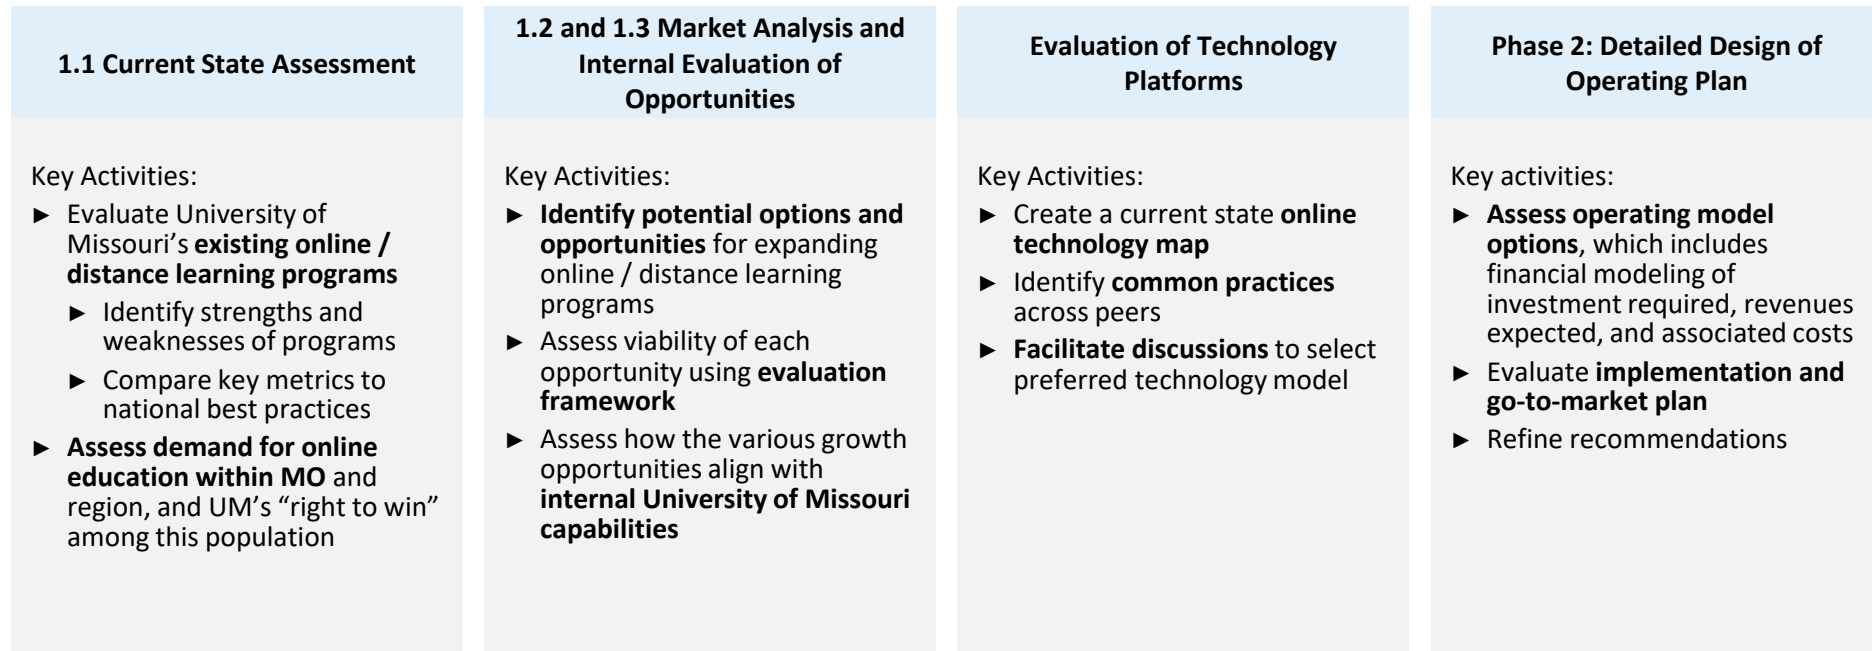 1.1 Current State Assessment
Key Activities:
► Evaluate University of
Missouri’s existing online /
distance learning programs
► Identify strengths and
weaknesses of programs
► Compare key metrics to
national best practices
► Assess demand for online
education within MO and
region, and UM’s “right to win”
among this population
1.2 and 1.3 Market Analysis and
Internal Evaluation of
Opportunities
Key Activities:
► Identify potential options and
opportunities for expanding
online / distance learning
programs
► Assess viability of each
opportunity using evaluation
framework
► Assess how the various growth
opportunities align with
internal University of Missouri
capabilities
Evaluation of Technology
Platforms
Key Activities:
► Create a current state online
technology map
► Identify common practices
across peers
► Facilitate discussions to select
preferred technology model
Phase 2: Detailed Design of
Operating Plan
Key activities:
► Assess operating model
options, which includes
financial modeling of
investment required, revenues
expected, and associated costs
► Evaluate implementation and
go-to-market plan
► Refine recommendations